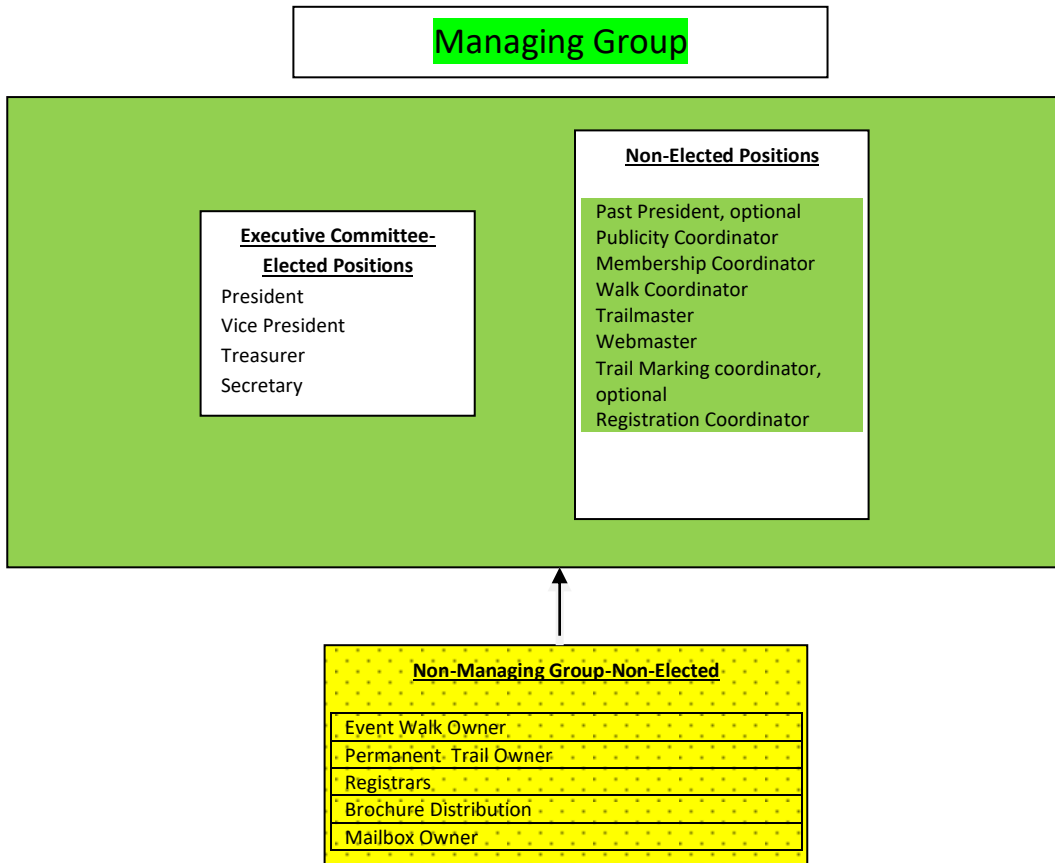 Managing Group
Executive Committee-
Elected Positions
President
Vice President
Treasurer
Secretary
Non-Elected Positions
Past President, optional
Publicity Coordinator
Membership Coordinator
Walk Coordinator
Trailmaster
Webmaster
Trail Marking coordinator,
optional
Registration Coordinator
Non-Managing Group-Non-Elected
Event Walk Owner
Permanent Trail Owner
Registrars
Brochure Distribution
Mailbox Owner